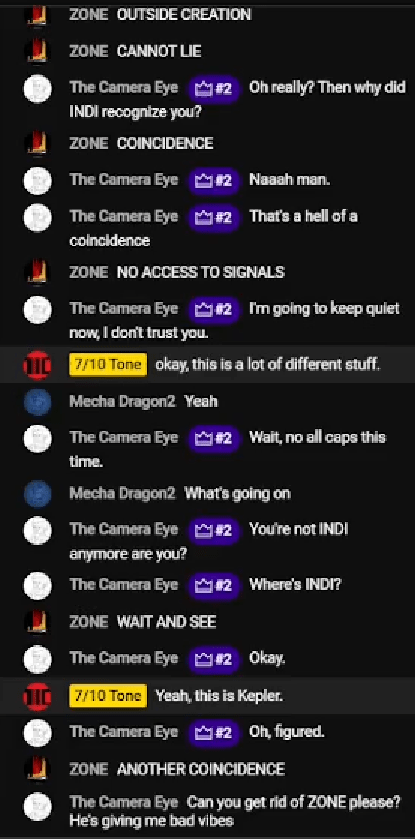 ZONE OUTSIDE CREATION
ZONE CANNOT LIE
The Camera Eye #2 Oh really? Then why did
INDI recognize you?
ZONE COINCIDENCE
The Camera Eye #2 Naaah man.
The Camera Eye #2 That's a hell of a
coincidence
ZONE NO ACCESS TO SIGNALS
The Camera Eye #2 I'm going to keep quiet
now, I don't trust you.
7/10 Tone okay, this is a lot of different stuff.
Mecha Dragon2 Yeah
The Camera Eye #2 Wait, no all caps this
time.
Mecha Dragon2 What's going on
The Camera Eye #2 You're not INDI
anymore are you?
The Camera Eye #2 Where's INDI?
ZONE WAIT AND SEE
The Camera Eye #2 Okay.
7/10 Tone Yeah, this is Kepler.
The Camera Eye #2 Oh, figured.
ZONE ANOTHER COINCIDENCE
The Camera Eye Can you get rid of ZONE please?
He's giving me bad vibes